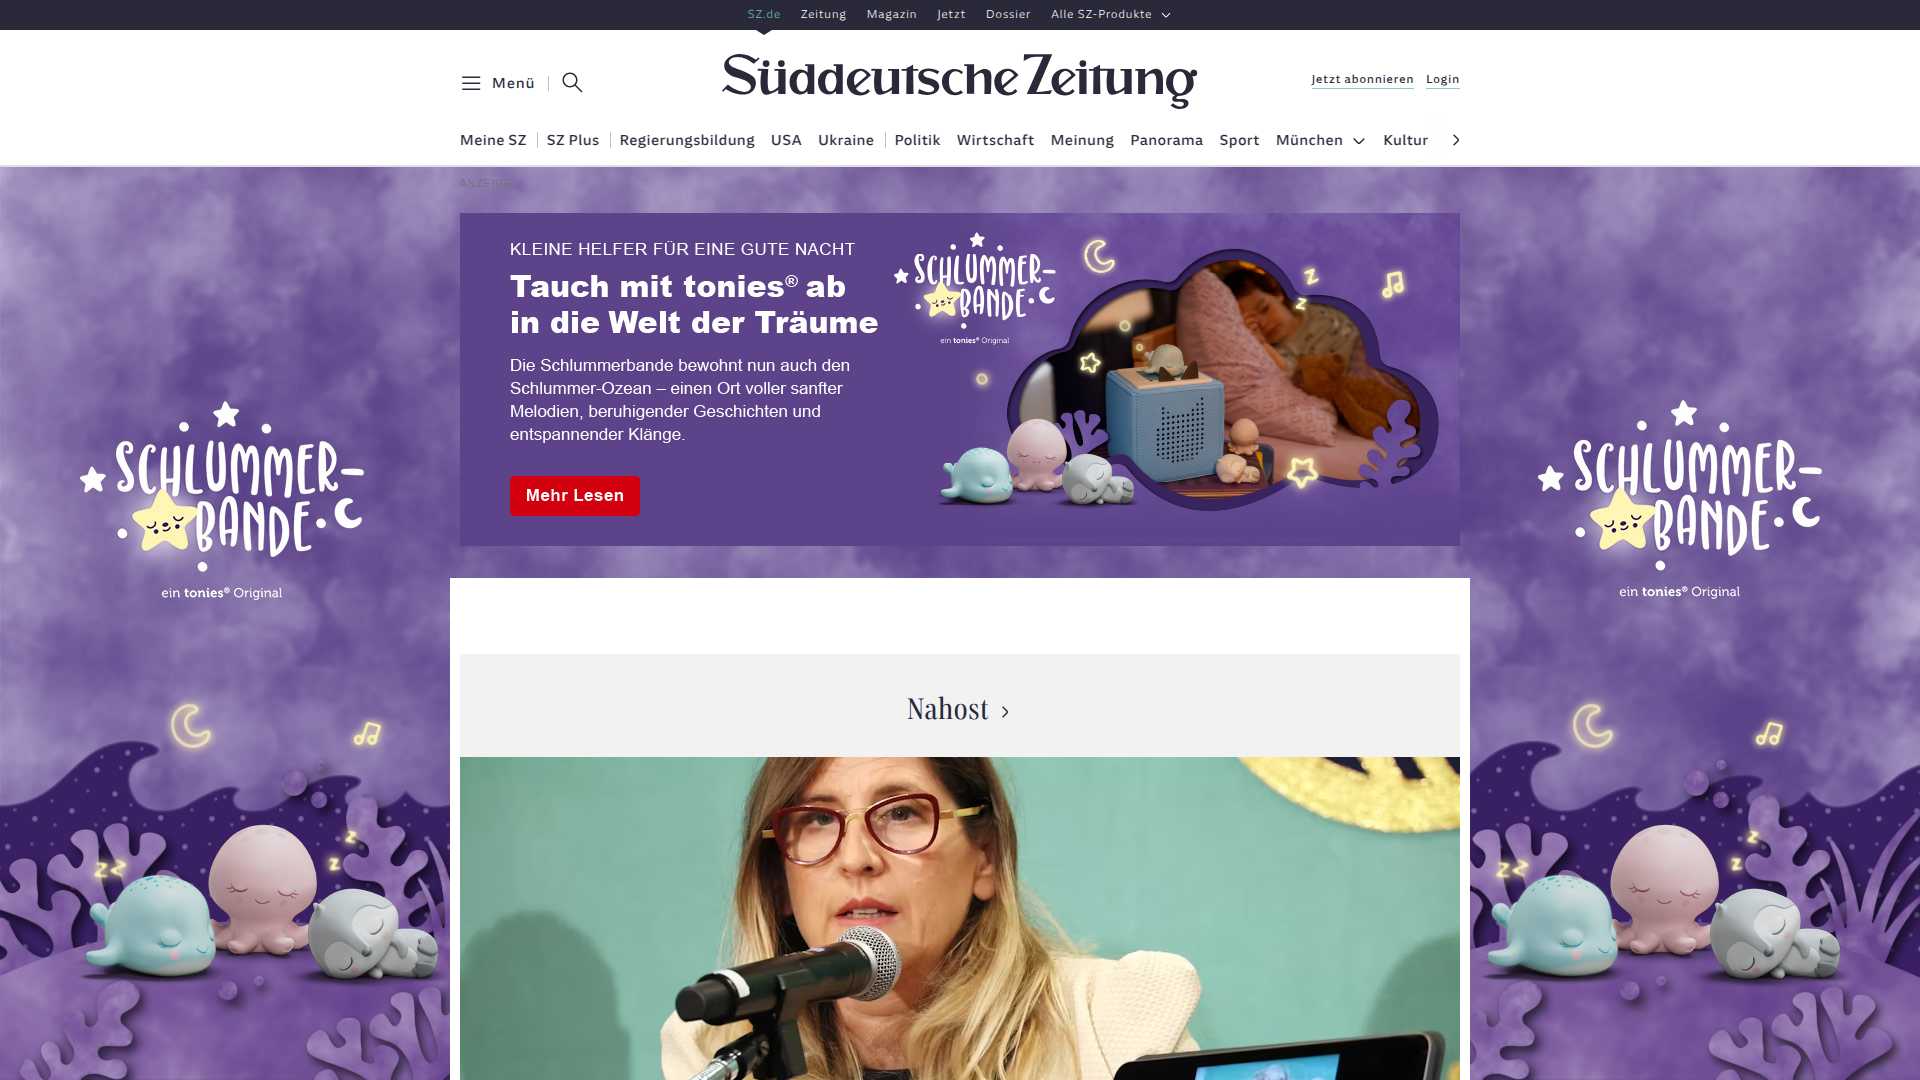 SZ.de Zeitung Magazin Jetzt Dossier Alle SZ-Produkte
Menü
Süddeutsche Zeitung
Jetzt abonnieren Login
Meine SZ SZ Plus Regierungsbildung USA Ukraine Politik Wirtschaft Meinung Panorama Sport München Kultur
ANZEIGE
KLEINE HELFER FÜR EINE GUTE NACHT
Tauch mit tonies® ab
in die Welt der Träume
Die Schlummerbande bewohnt nun auch den
Schlummer-Ozean – einen Ort voller sanfter
Melodien, beruhigender Geschichten und
entspannender Klänge.
Mehr Lesen
SCHLUMMER-
BANDE
ein tonies® Original
z
z
SCHLUMMER-
BANDE
ein tonies® Original
z
z
z z
SCHLUMMER-
BANDE
ein tonies® Original
z
z
z z
Nahost